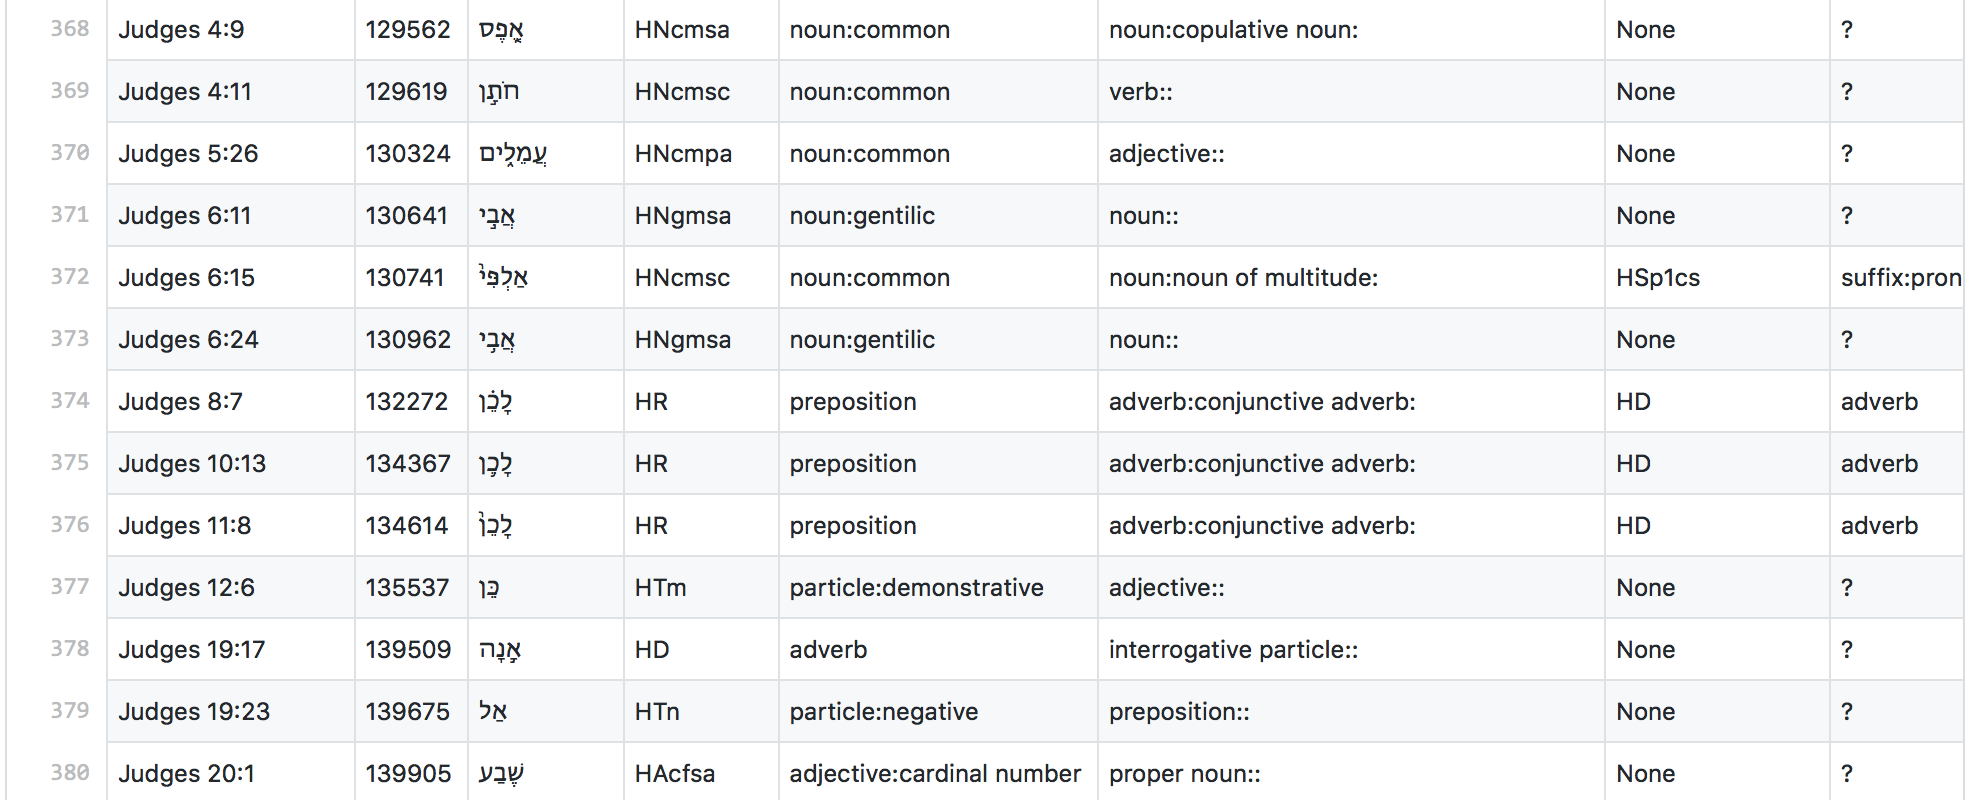 368 Judges 4:9 129562 אֶ֚פֶס HNcmsa noun:common noun:copulative noun: None ?
369 Judges 4:11 129619 חֹתֵ֣ן HNcmsc noun:common verb:: None ?
370 Judges 5:26 130324 עֲמֵלִ֑ים HNcmpa noun:common adjective:: None ?
371 Judges 6:11 130641 אֲבִ֣י HNgmsa noun:gentilic noun:: None ?
372 Judges 6:15 130741 אַלְפִּי֙ HNcmsc noun:common noun:noun of multitude: HSp1cs suffix:pron
373 Judges 6:24 130962 אֲבִ֥י HNgmsa noun:gentilic noun:: None ?
374 Judges 8:7 132272 לָכֵ֗ן HR preposition adverb:conjunctive adverb: HD adverb
375 Judges 10:13 134367 לָכֵ֛ן HR preposition adverb:conjunctive adverb: HD adverb
376 Judges 11:8 134614 לָכֵן֙ HR preposition adverb:conjunctive adverb: HD adverb
377 Judges 12:6 135537 כֵּ֔ן HTm particle:demonstrative adjective:: None ?
378 Judges 19:17 139509 אָ֣נָה HD adverb interrogative particle:: None ?
379 Judges 19:23 139675 אַל HTn particle:negative preposition:: None ?
380 Judges 20:1 139905 שֶׁ֔בַע HAcfsa adjective:cardinal number proper noun:: None ?